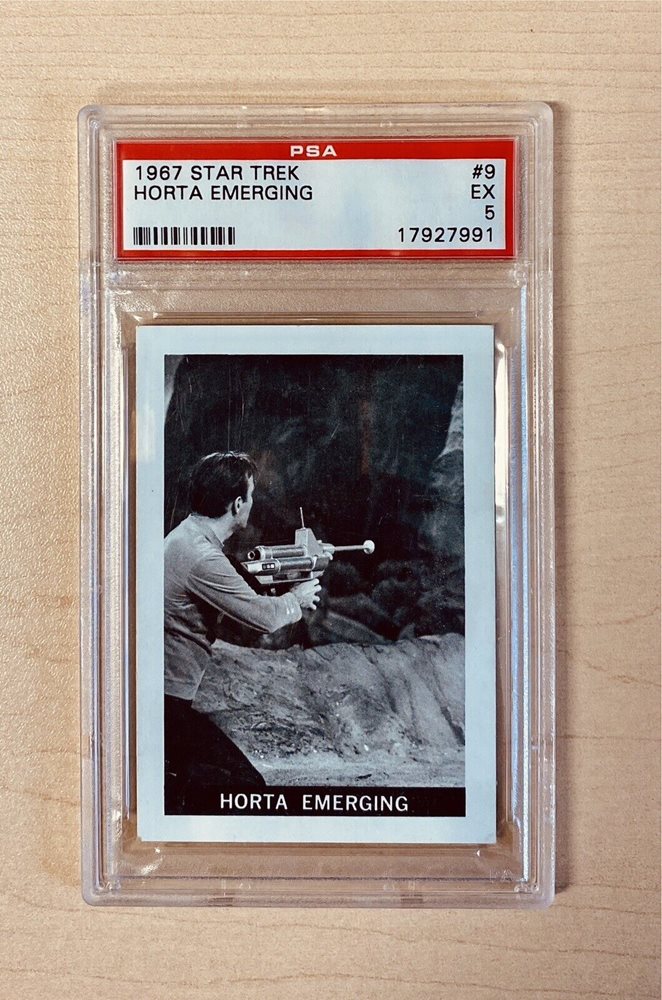 PSA
1967 STAR TREK #9
HORTA EMERGING EX
5
17927991
HORTA EMERGING